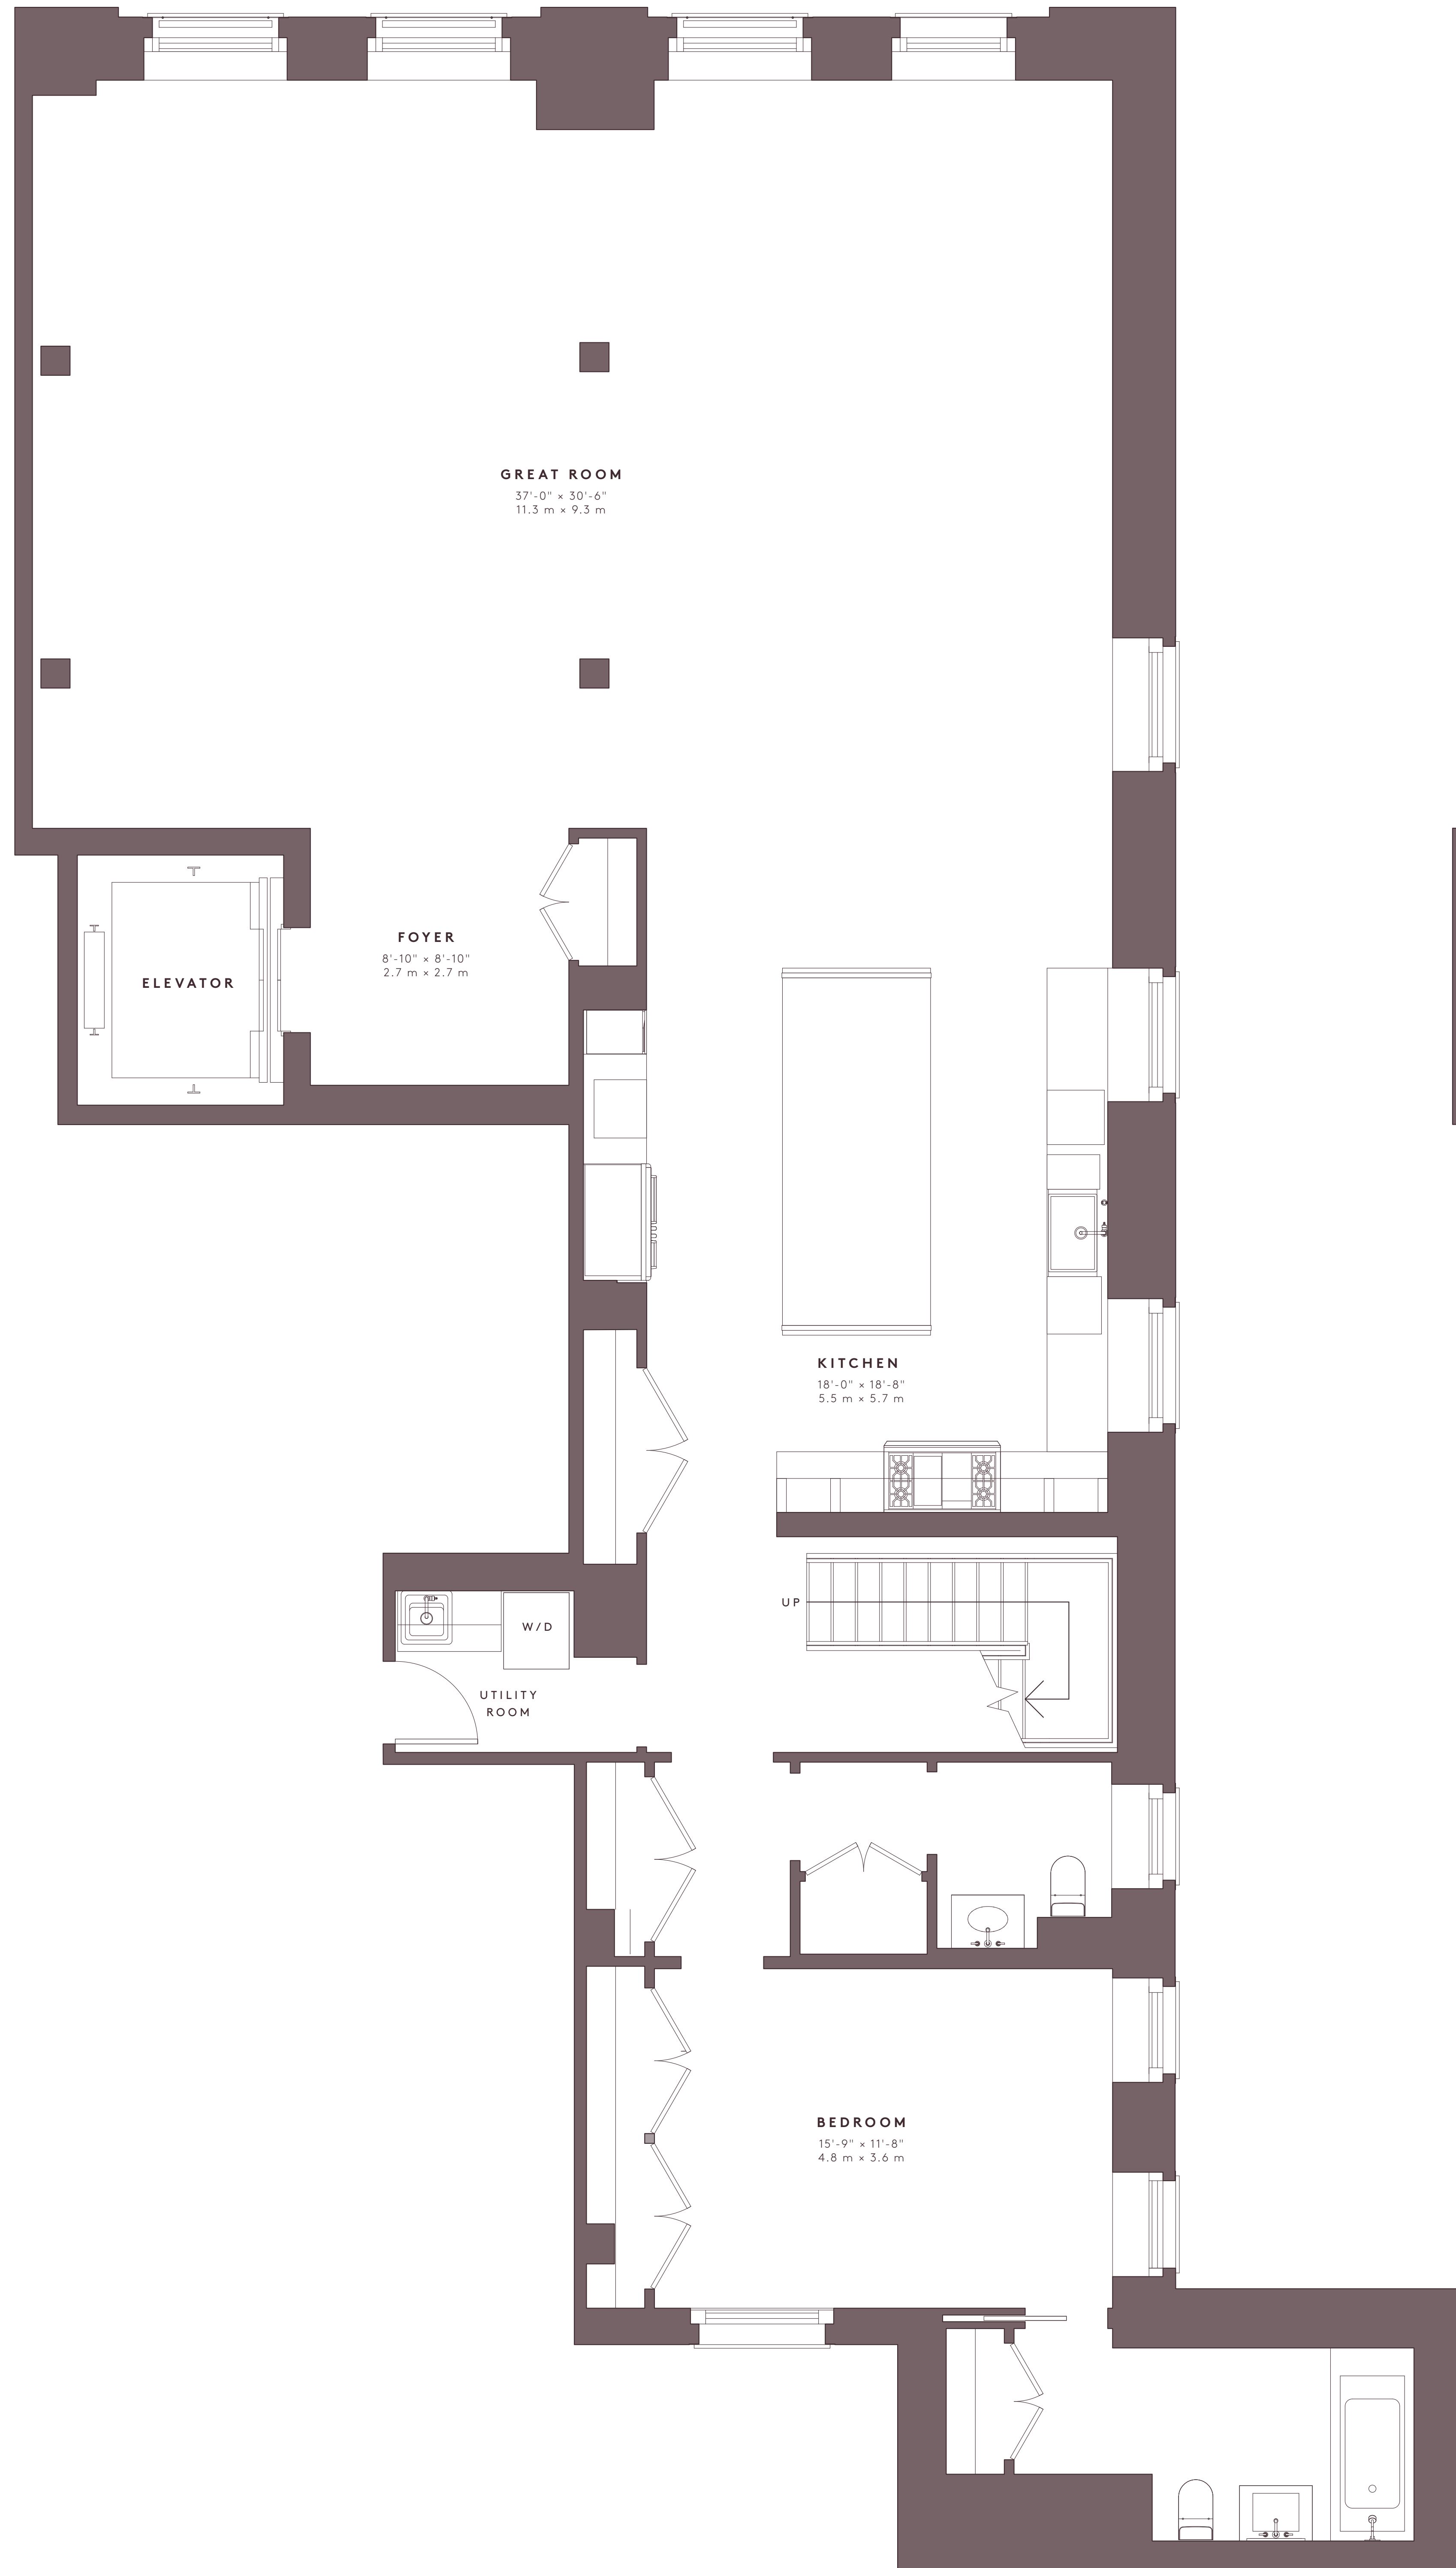 GREAT ROOM
37'-0" × 30'-6"
11.3 m × 9.3 m
FOYER
8'-10" × 8'-10"
2.7 m × 2.7 m
ELEVATOR
KITCHEN
18'-0" × 18'-8"
5.5 m × 5.7 m
UP
W/D
UTILITY
ROOM
BEDROOM
15'-9" × 11'-8"
4.8 m × 3.6 m